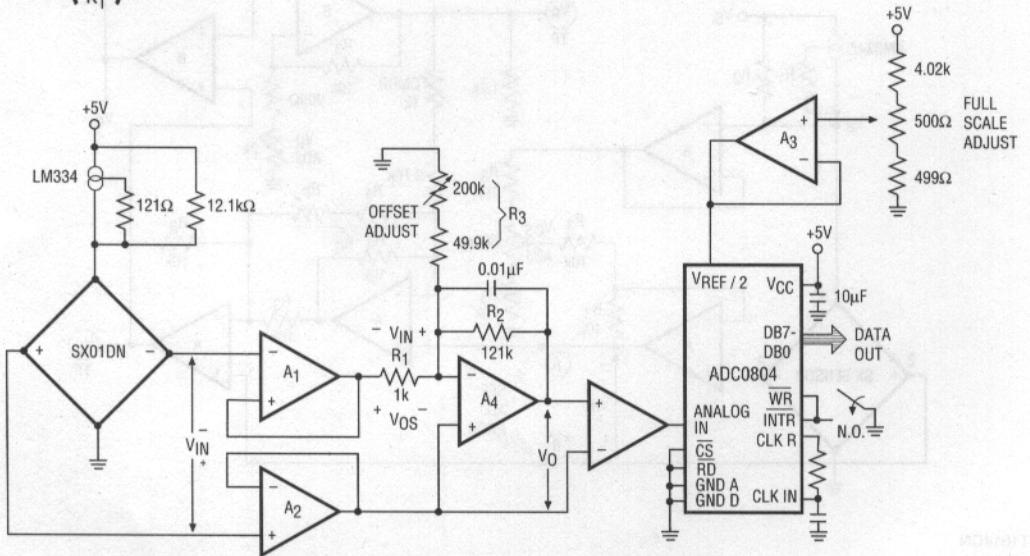 +5V
4.02k
500Ω
499Ω
FULL
SCALE
ADJUST
A3
+
−
+5V
LM334
121Ω
12.1kΩ
200k
OFFSET
ADJUST
49.9k
R3
0.01µF
R2
121k
− VIN +
R1
1k
+ VOS −
+ SX01DN −
− VIN +
− A1 +
− A2 +
− A4 +
VO
+
−
+5V
VREF / 2
VCC
10µF
DB7-
DB0
DATA
OUT
ADC0804
WR
INTR
N.O.
ANALOG
IN
CLK R
CS
RD
GND A
GND D
CLK IN